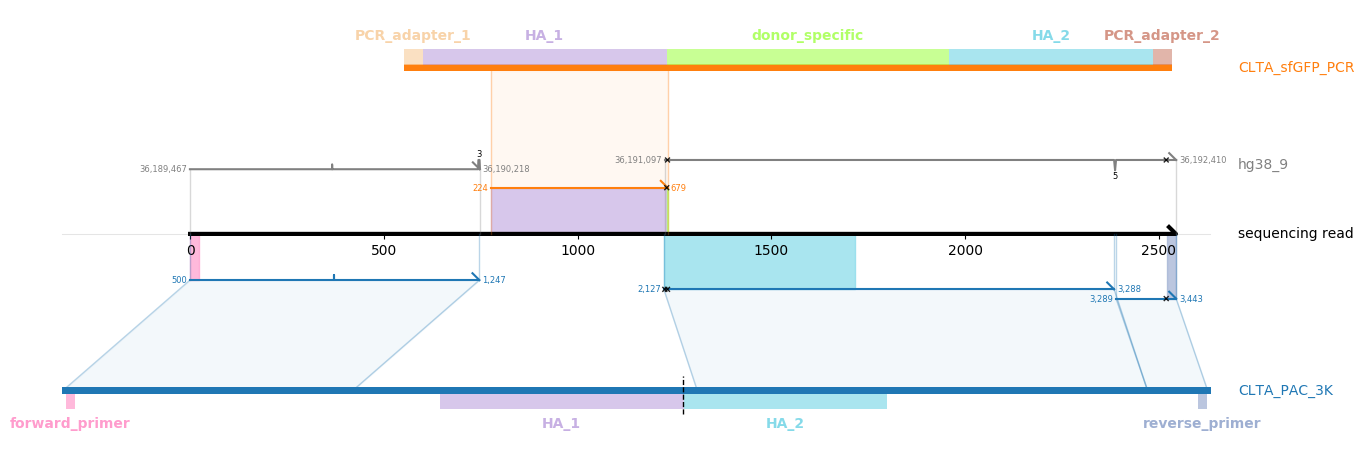 PCR_adapter_1 HA_1 donor_specific HA_2 PCR_adapter_2
CLTA_sfGFP_PCR
3
36,189,467 36,190,218 36,191,097 36,192,410 hg38_9
5
224 679
sequencing read
0 500 1000 1500 2000 2500
500 1,247 2,127 3,288
3,289 3,443
CLTA_PAC_3K
forward_primer HA_1 HA_2 reverse_primer